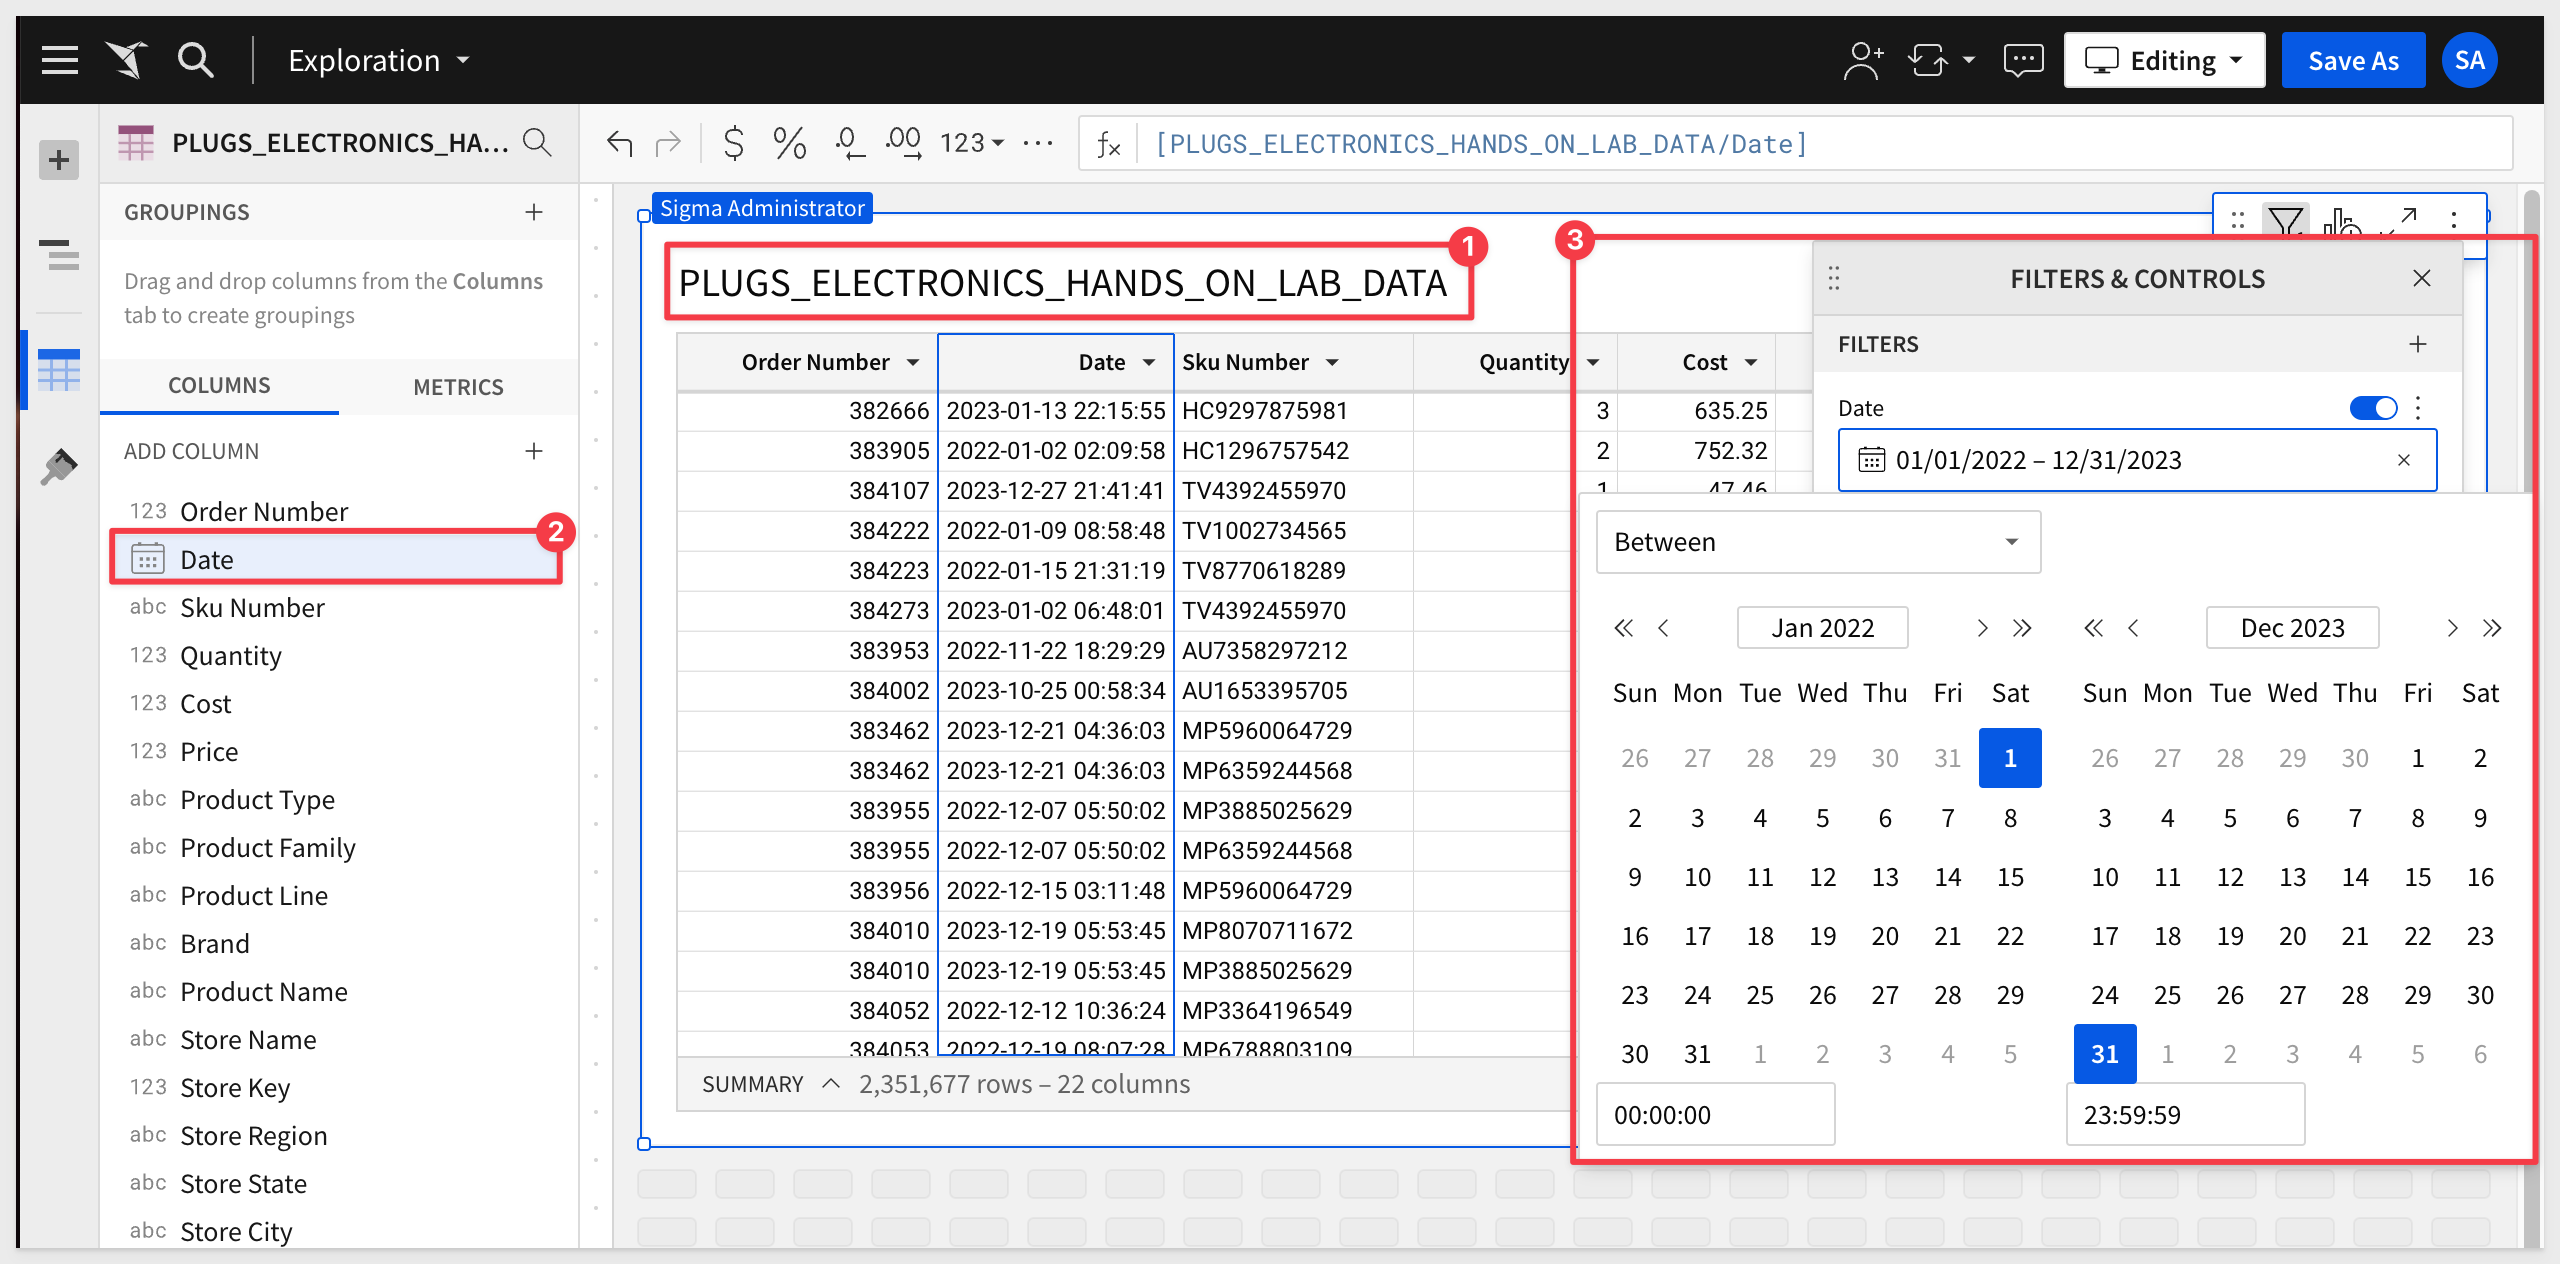 Exploration
Editing
Save As
SA
PLUGS_ELECTRONICS_HA...
$ % .0 .00 123 ...
fx [PLUGS_ELECTRONICS_HANDS_ON_LAB_DATA/Date]
GROUPINGS
Drag and drop columns from the Columns
tab to create groupings
COLUMNS METRICS
ADD COLUMN
123 Order Number
2
Date
abc Sku Number
123 Quantity
123 Cost
123 Price
abc Product Type
abc Product Family
abc Product Line
abc Brand
abc Product Name
abc Store Name
123 Store Key
abc Store Region
abc Store State
abc Store City
Sigma Administrator
1
PLUGS_ELECTRONICS_HANDS_ON_LAB_DATA
Order Number Date Sku Number Quantity Cost
382666 2023-01-13 22:15:55 HC9297875981 3 635.25
383905 2022-01-02 02:09:58 HC1296757542 2 752.32
384107 2023-12-27 21:41:41 TV4392455970 1 47.46
384222 2022-01-09 08:58:48 TV1002734565
384223 2022-01-15 21:31:19 TV8770618289
384273 2023-01-02 06:48:01 TV4392455970
383953 2022-11-22 18:29:29 AU7358297212
384002 2023-10-25 00:58:34 AU1653395705
383462 2023-12-21 04:36:03 MP5960064729
383462 2023-12-21 04:36:03 MP6359244568
383955 2022-12-07 05:50:02 MP3885025629
383955 2022-12-07 05:50:02 MP6359244568
383956 2022-12-15 03:11:48 MP5960064729
384010 2023-12-19 05:53:45 MP8070711672
384010 2023-12-19 05:53:45 MP3885025629
384052 2022-12-12 10:36:24 MP3364196549
384053 2022-12-19 08:07:28 MP6788803109
SUMMARY 2,351,677 rows – 22 columns
3
FILTERS & CONTROLS
FILTERS
Date
01/01/2022 – 12/31/2023
Between
Jan 2022
Sun Mon Tue Wed Thu Fri Sat
26 27 28 29 30 31 1
2 3 4 5 6 7 8
9 10 11 12 13 14 15
16 17 18 19 20 21 22
23 24 25 26 27 28 29
30 31 1 2 3 4 5
00:00:00
Dec 2023
Sun Mon Tue Wed Thu Fri Sat
26 27 28 29 30 1 2
3 4 5 6 7 8 9
10 11 12 13 14 15 16
17 18 19 20 21 22 23
24 25 26 27 28 29 30
31 1 2 3 4 5 6
23:59:59